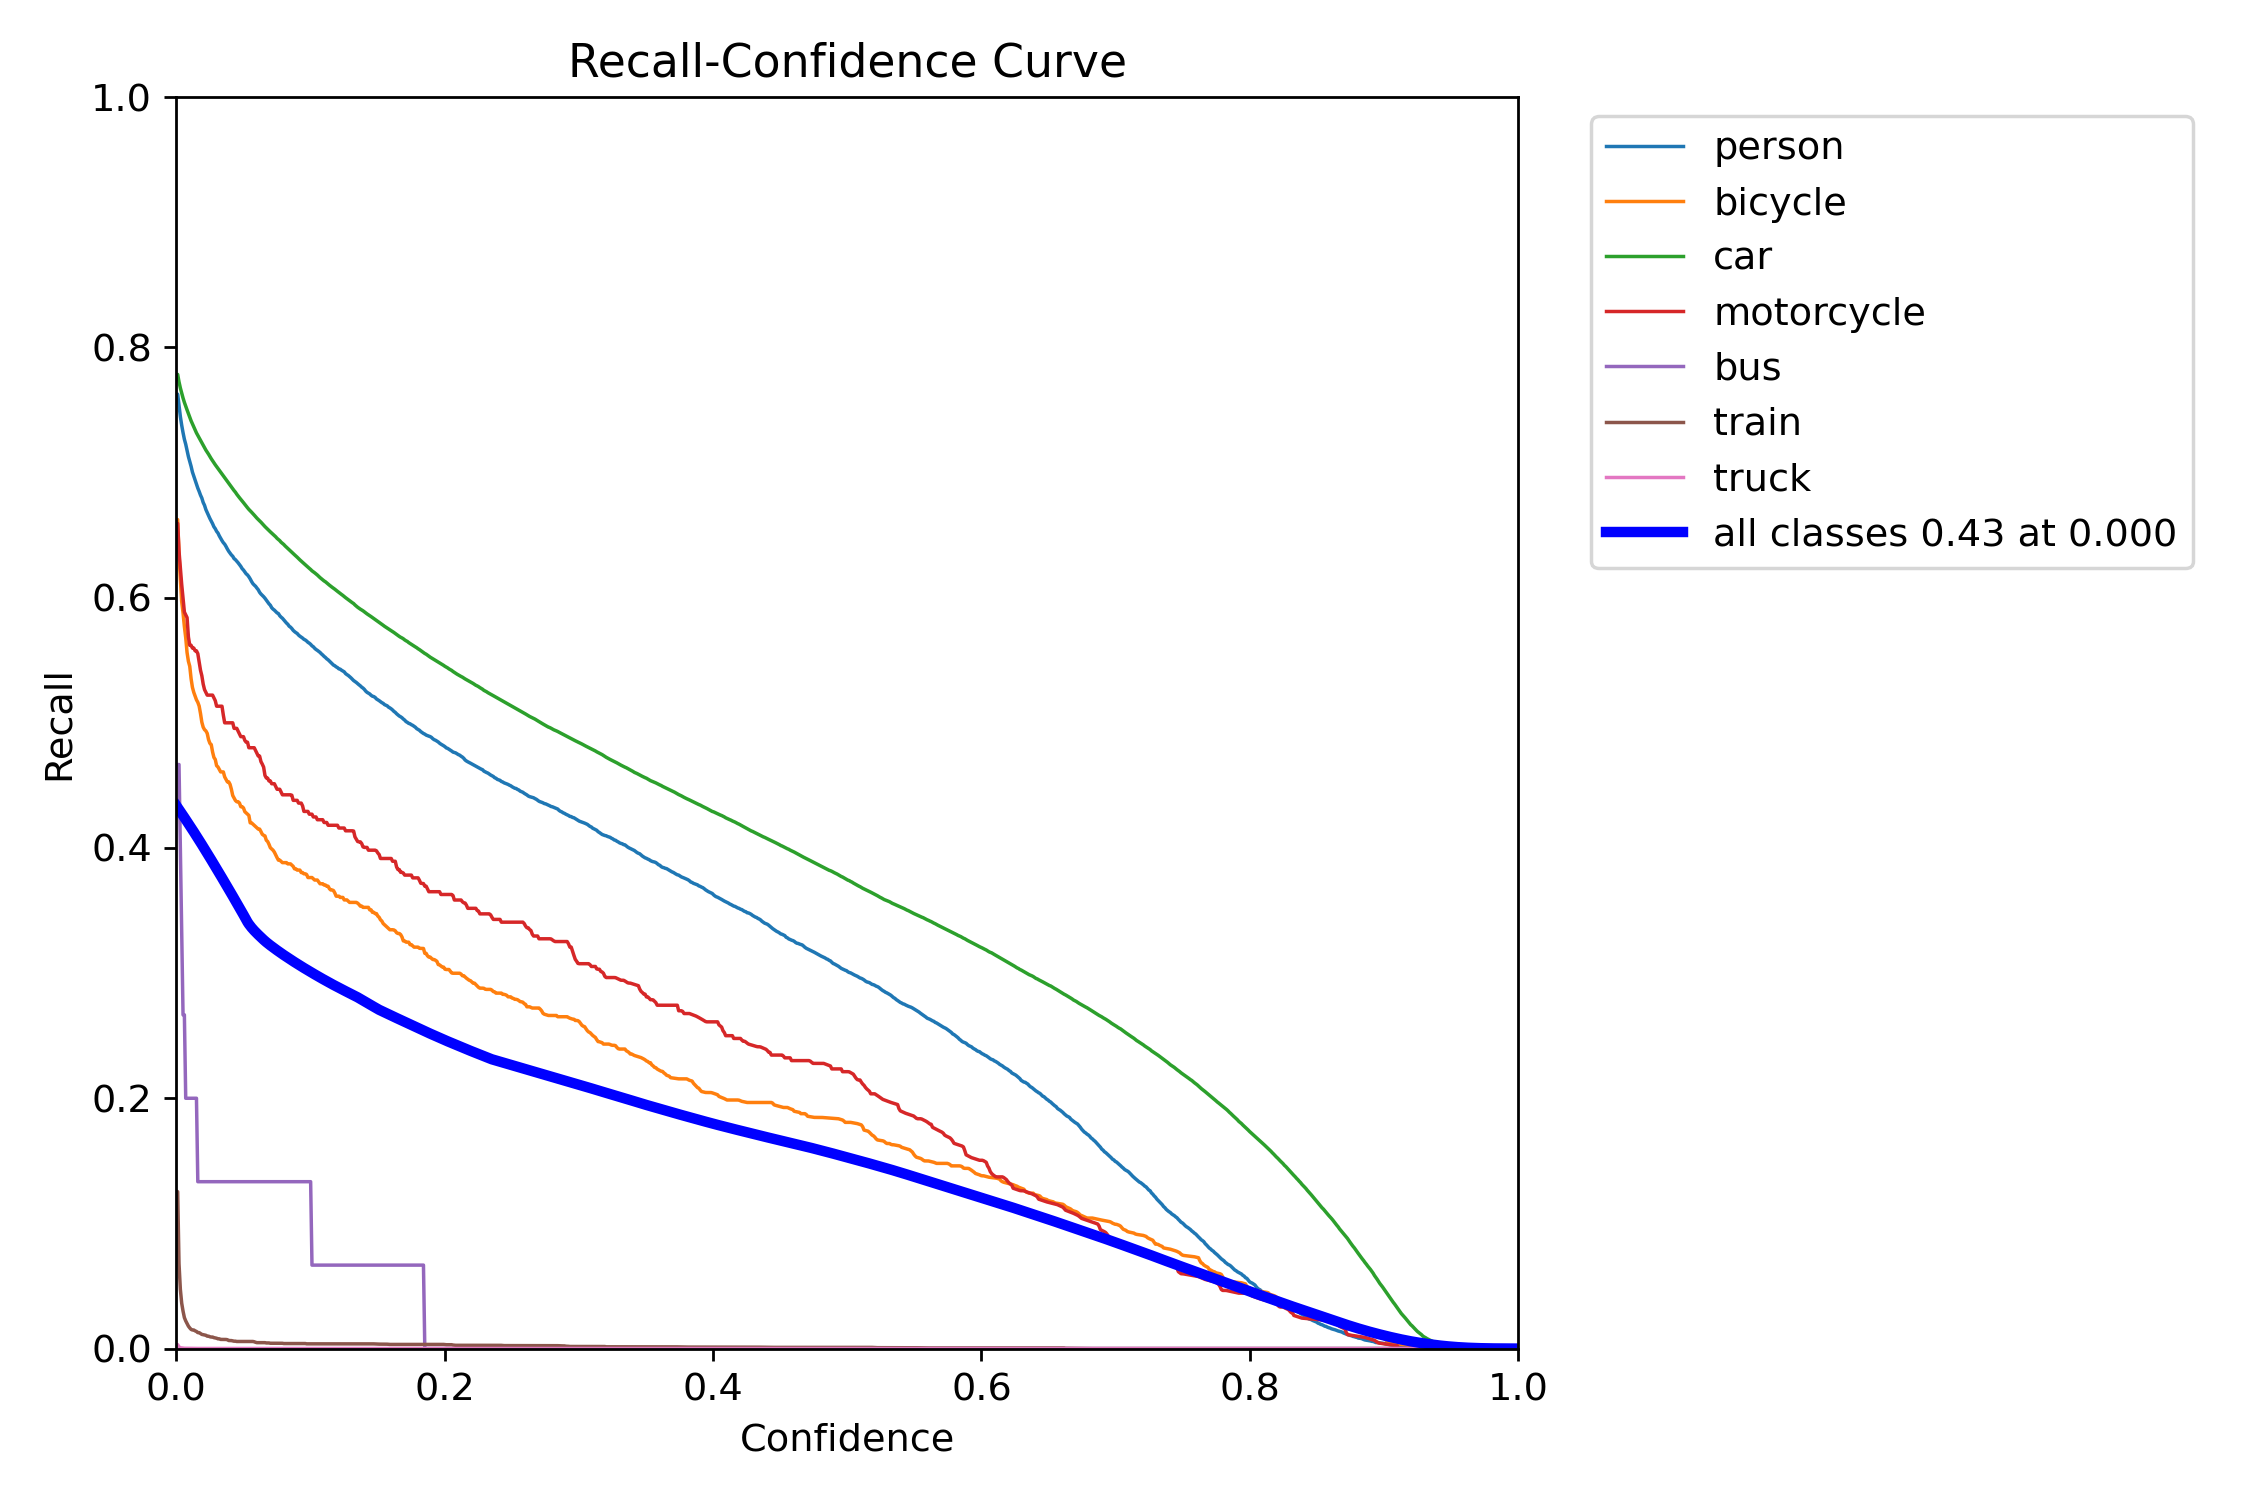 Recall-Confidence Curve
1.0
0.8
0.6
0.4
0.2
0.0
Recall
0.0 0.2 0.4 0.6 0.8 1.0
Confidence
person
bicycle
car
motorcycle
bus
train
truck
all classes 0.43 at 0.000